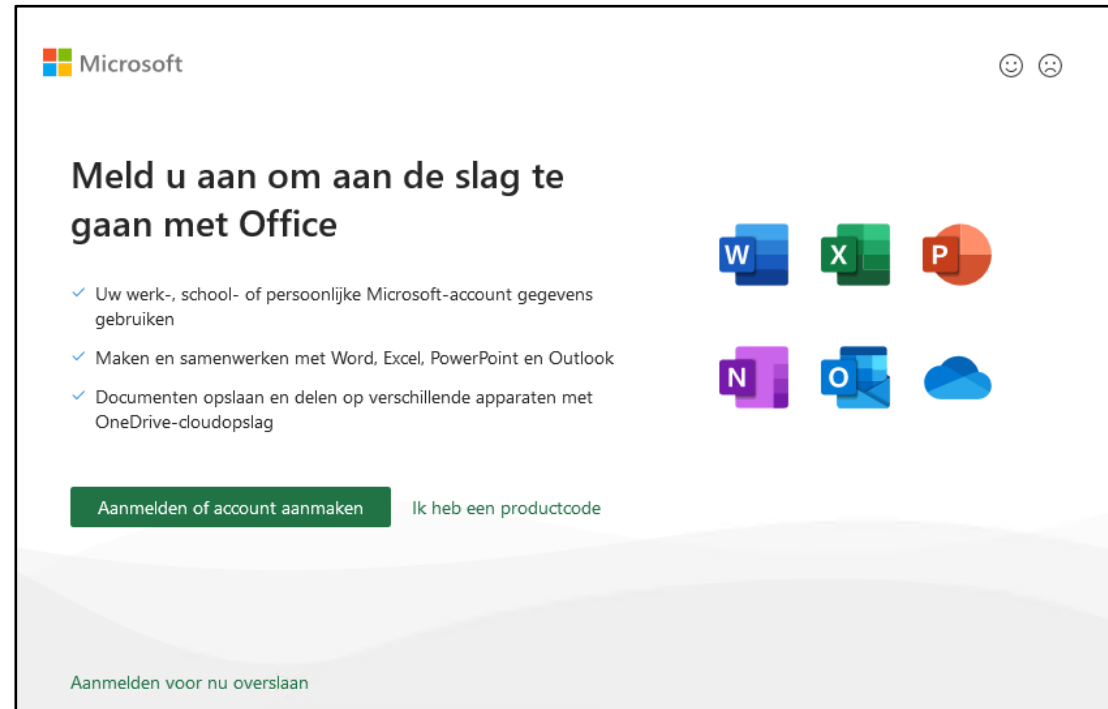 Microsoft
Meld u aan om aan de slag te
gaan met Office
Uw werk-, school- of persoonlijke Microsoft-account gegevens
gebruiken
Maken en samenwerken met Word, Excel, PowerPoint en Outlook
Documenten opslaan en delen op verschillende apparaten met
OneDrive-cloudopslag
W X P
N O
Aanmelden of account aanmaken Ik heb een productcode
Aanmelden voor nu overslaan